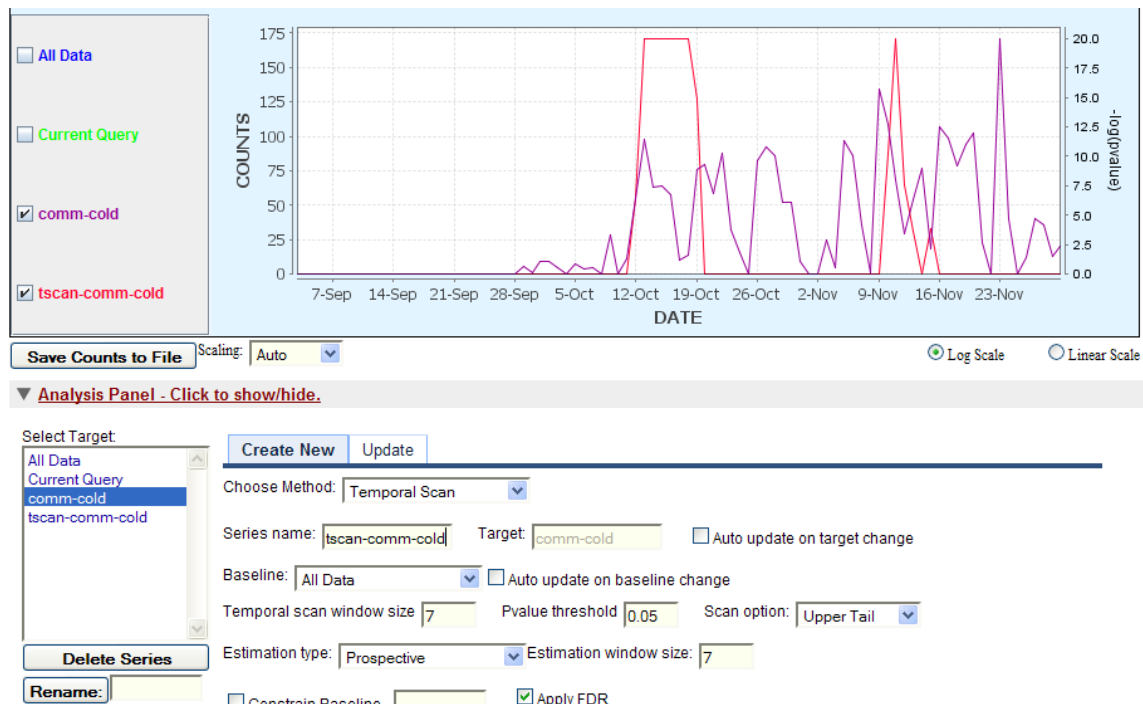 All Data
Current Query
comm-cold
tscan-comm-cold
COUNTS
175
150
125
100
75
50
25
0
20.0
17.5
15.0
12.5
10.0
7.5
5.0
2.5
0.0
-log(pvalue)
7-Sep 14-Sep 21-Sep 28-Sep 5-Oct 12-Oct 19-Oct 26-Oct 2-Nov 9-Nov 16-Nov 23-Nov
DATE
Save Counts to File Scaling: Auto Log Scale Linear Scale
Analysis Panel - Click to show/hide.
Select Target:
All Data
Current Query
comm-cold
tscan-comm-cold
Delete Series
Rename:
Create New Update
Choose Method: Temporal Scan
Series name: tscan-comm-cold Target: comm-cold Auto update on target change
Baseline: All Data Auto update on baseline change
Temporal scan window size 7 Pvalue threshold 0.05 Scan option: Upper Tail
Estimation type: Prospective Estimation window size: 7
Constrain Baseline Apply FDR